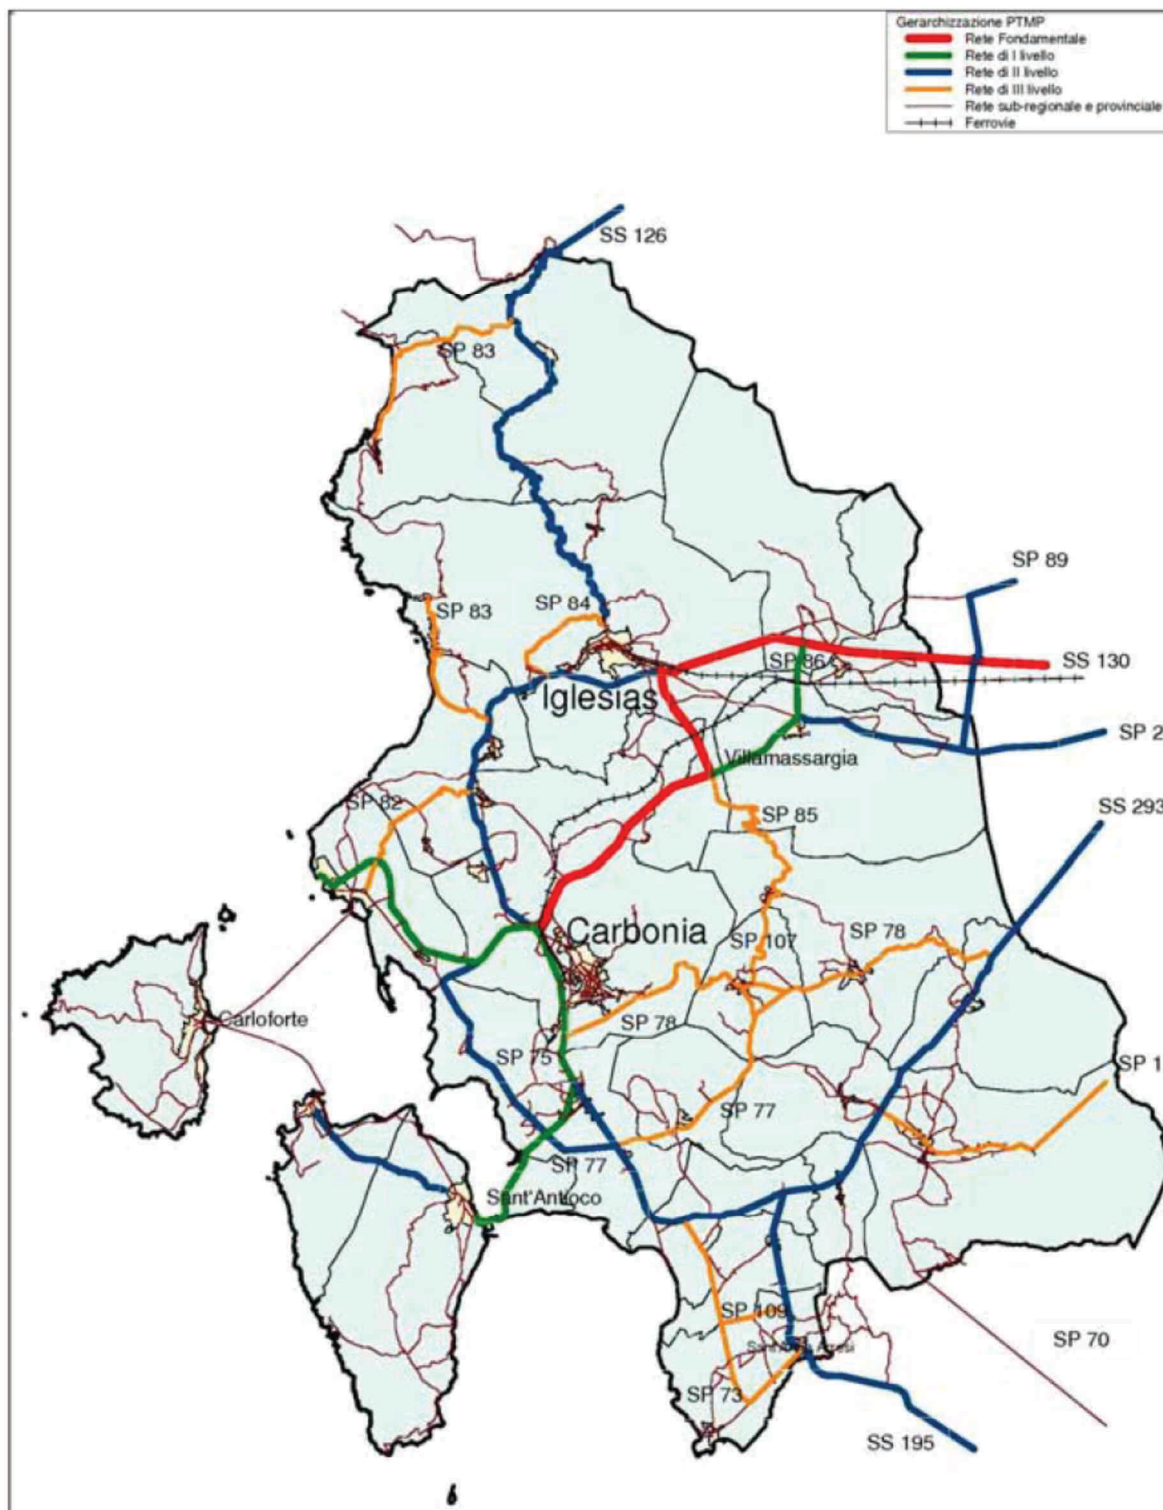 Gerarchizzazione PTMP
Rete Fondamentale
Rete di I livello
Rete di II livello
Rete di III livello
Rete sub-regionale e provinciale
Ferrovie
SS 126
SP 83
SP 89
SP 83
SP 84
SP 86
SS 130
Iglesias
SP 2
Villamassargia
SP 82
SP 85
SS 293
Carbonia
SP 107
SP 78
Carloforte
SP 78
SP 75
SP 1
SP 77
SP 77
Sant'Antioco
SP 109
SP 70
SP 73
SS 195